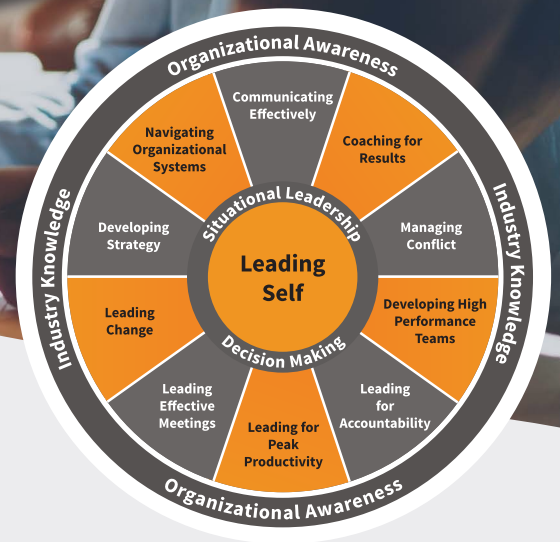 Organizational Awareness
Communicating
Effectively
Navigating
Organizational
Systems
Coaching for
Results
Situational Leadership
Industry Knowledge
Industry Knowledge
Developing
Strategy
Managing
Conflict
Leading
Self
Leading
Change
Developing High
Performance
Teams
Decision Making
Leading
Effective
Meetings
Leading
for
Accountability
Leading for
Peak
Productivity
Organizational Awareness